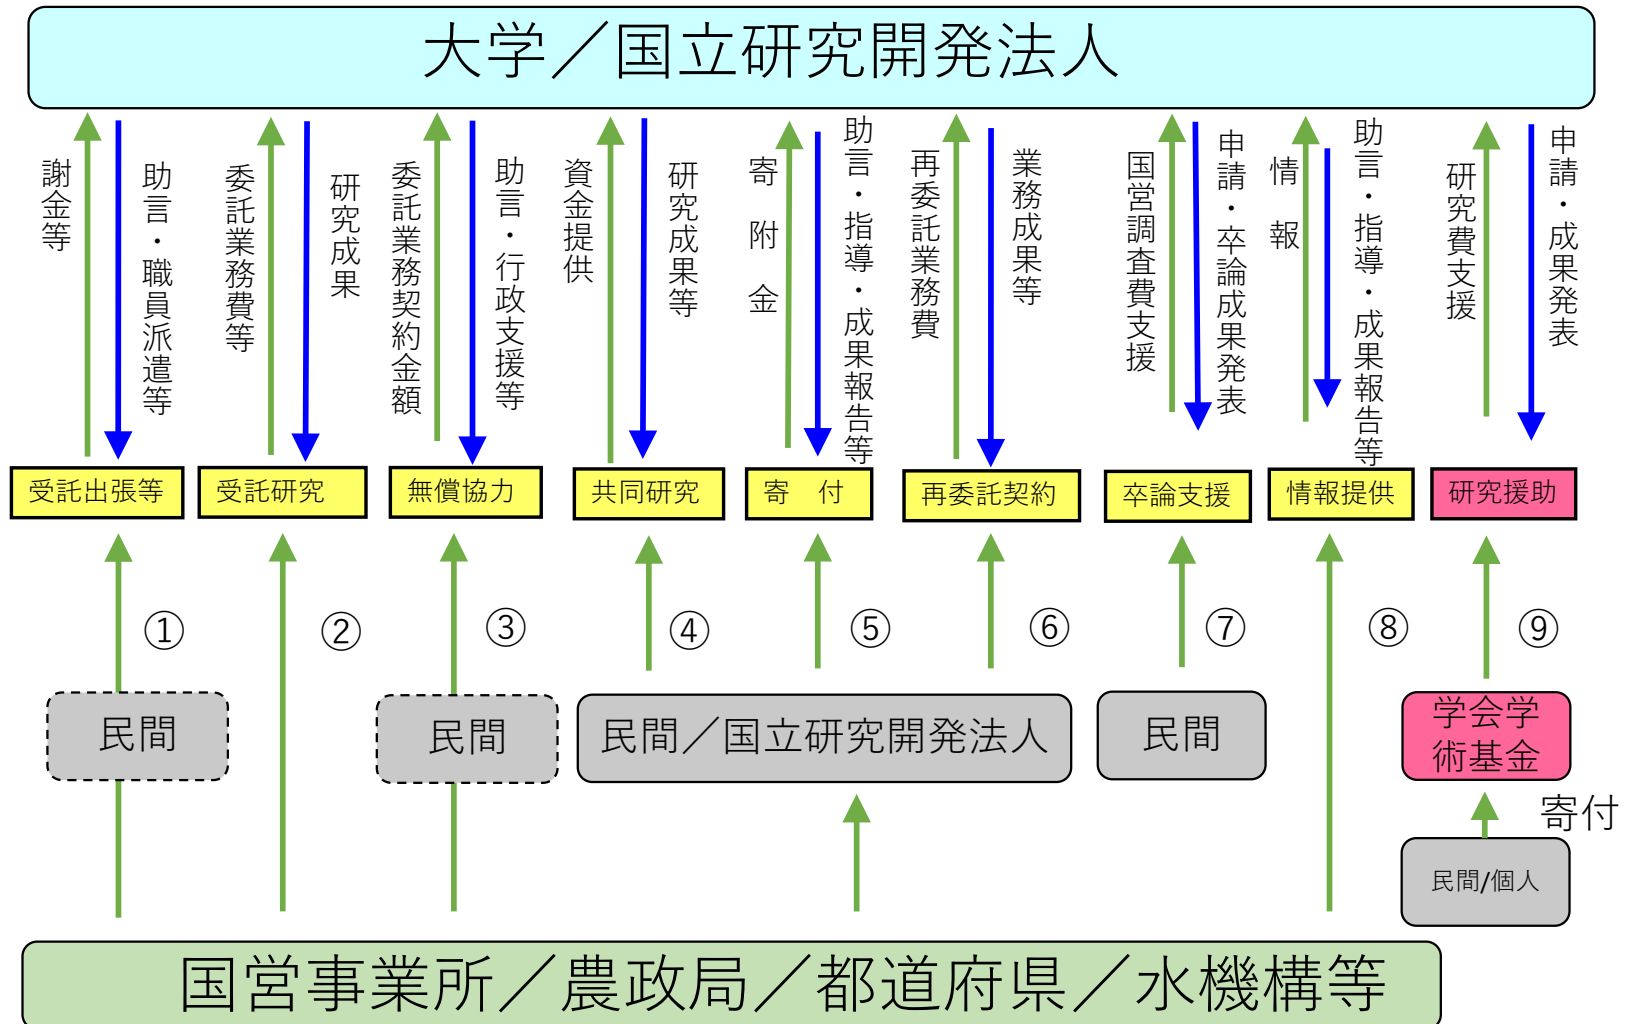 大学／国立研究開発法人
謝金等
助言・職員派遣等
委託業務費等
研究成果
委託業務契約金額
助言・行政支援等
資金提供
研究成果等
寄　附　金
助言・指導・成果報告等
再委託業務費
業務成果等
国営調査費支援
申請・卒論成果発表
情　報
助言・指導・成果報告等
研究費支援
申請・成果発表
受託出張等
受託研究
無償協力
共同研究
寄　付
再委託契約
卒論支援
情報提供
研究援助
①
②
③
④
⑤
⑥
⑦
⑧
⑨
民間
民間
民間／国立研究開発法人
民間
学会学
術基金
寄付
民間/個人
国営事業所／農政局／都道府県／水機構等